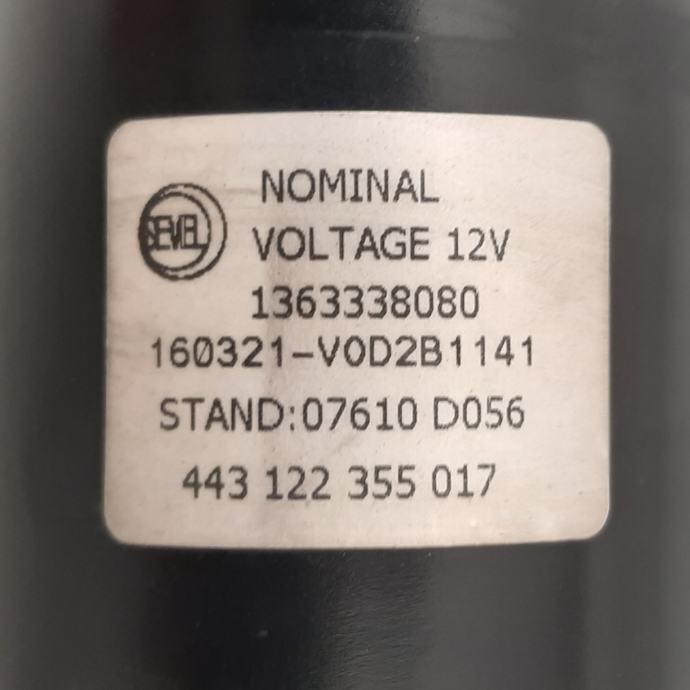 NOMINAL
SEVEL
VOLTAGE 12V
1363338080
160321-V0D2B1141
STAND:07610 D056
443 122 355 017